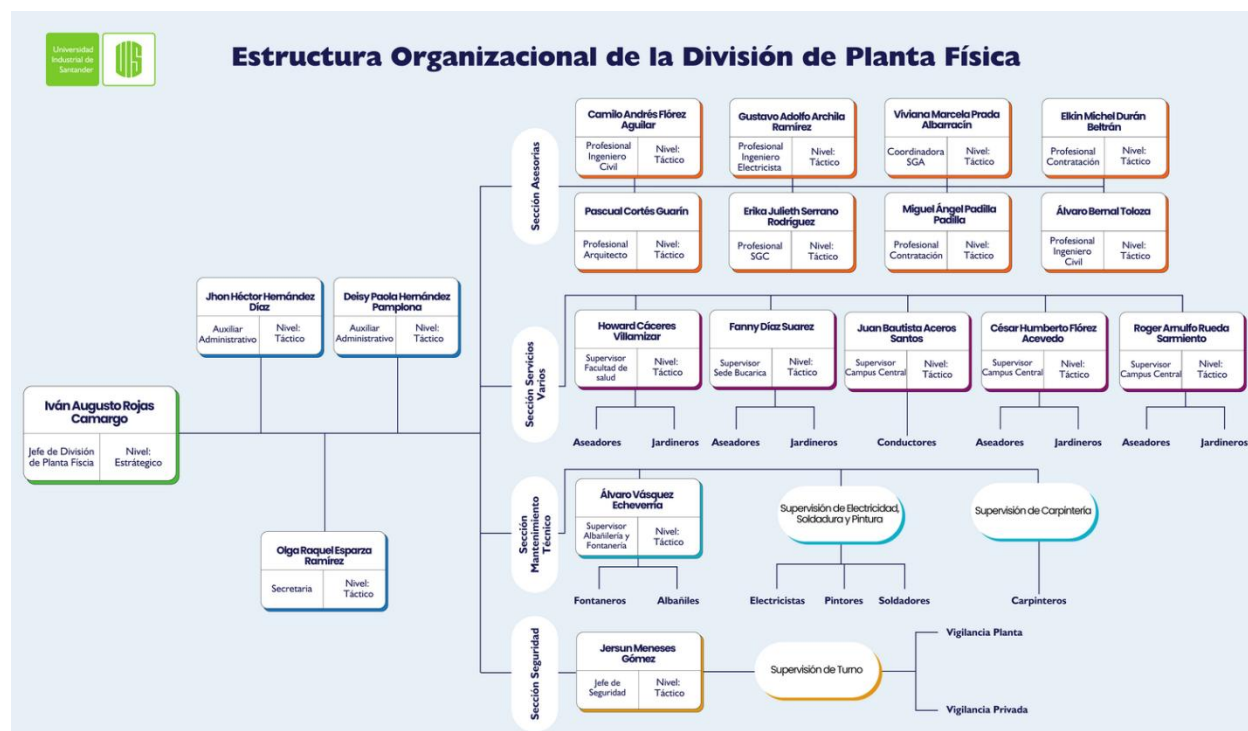 Universidad
Industrial de
Santander
UIS
Estructura Organizacional de la División de Planta Física
Sección Asesorías
Camilo Andrés Flórez
Aguilar
Profesional
Ingeniero
Civil
Nivel:
Táctico
Gustavo Adolfo Archila
Ramírez
Profesional
Ingeniero
Electricista
Nivel:
Táctico
Viviana Marcela Prada
Albarracín
Coordinadora
SGA
Nivel:
Táctico
Elkin Michel Durán
Beltrán
Profesional
Contratación
Nivel:
Táctico
Pascual Cortés Guarín
Profesional
Arquitecto
Nivel:
Táctico
Erika Julieth Serrano
Rodríguez
Profesional
SGC
Nivel:
Táctico
Miguel Ángel Padilla
Padilla
Profesional
Contratación
Nivel:
Táctico
Álvaro Bernal Toloza
Profesional
Ingeniero
Civil
Nivel:
Táctico
Jhon Héctor Hernández
Díaz
Auxiliar
Administrativo
Nivel:
Táctico
Deisy Paola Hernández
Pamplona
Auxiliar
Administrativo
Nivel:
Táctico
Iván Augusto Rojas
Camargo
Jefe de División
de Planta Fiscia
Nivel:
Estrátegico
Olga Raquel Esparza
Ramírez
Secretaria
Nivel:
Táctico
Sección Servicios
Varios
Howard Cáceres
Villamizar
Supervisor
Facultad de
salud
Nivel:
Táctico
Fanny Díaz Suarez
Supervisor
Sede Bucarica
Nivel:
Táctico
Juan Bautista Aceros
Santos
Supervisor
Campus Central
Nivel:
Táctico
César Humberto Flórez
Acevedo
Supervisor
Campus Central
Nivel:
Táctico
Roger Arnulfo Rueda
Sarmiento
Supervisor
Campus Central
Nivel:
Táctico
Aseadores
Jardineros
Aseadores
Jardineros
Conductores
Aseadores
Jardineros
Aseadores
Jardineros
Sección
Mantenimiento
Técnico
Álvaro Vásquez
Echeverría
Supervisor
Albañilería y
Fontanería
Nivel:
Táctico
Supervisión de Electricidad,
Soldadura y Pintura
Supervisión de Carpintería
Fontaneros
Albañiles
Electricistas
Pintores
Soldadores
Carpinteros
Sección Seguridad
Jersun Meneses
Gómez
Jefe de
Seguridad
Nivel:
Táctico
Supervisión de Turno
Vigilancia Planta
Vigilancia Privada